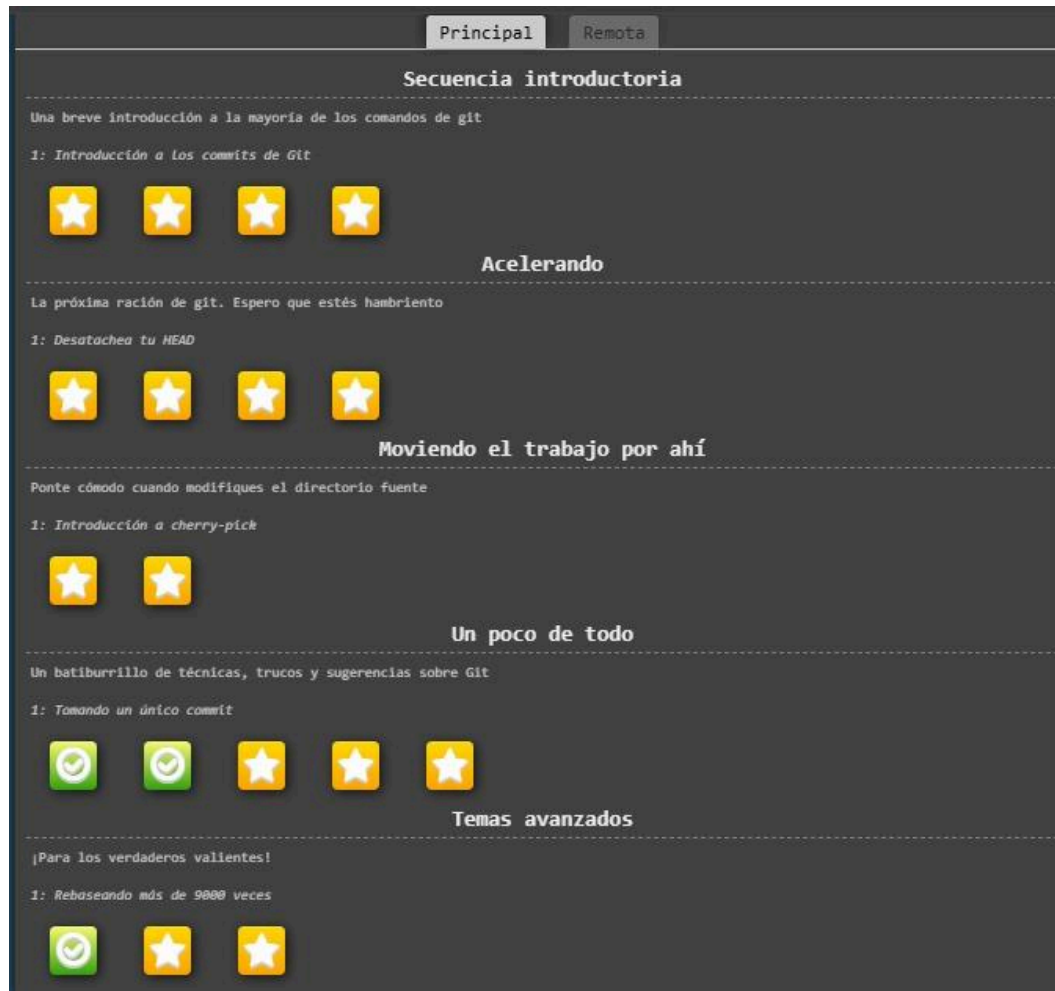 Principal Remota
Secuencia introductoria
Una breve introducción a la mayoría de los comandos de git
1: Introducción a los commits de Git
Acelerando
La próxima ración de git. Espero que estés hambriento
1: Desatachea tu HEAD
Moviendo el trabajo por ahí
Ponte cómodo cuando modifiques el directorio fuente
1: Introducción a cherry-pick
Un poco de todo
Un batiburrillo de técnicas, trucos y sugerencias sobre Git
1: Tomando un único commit
Temas avanzados
¡Para los verdaderos valientes!
1: Rebaseando más de 9000 veces